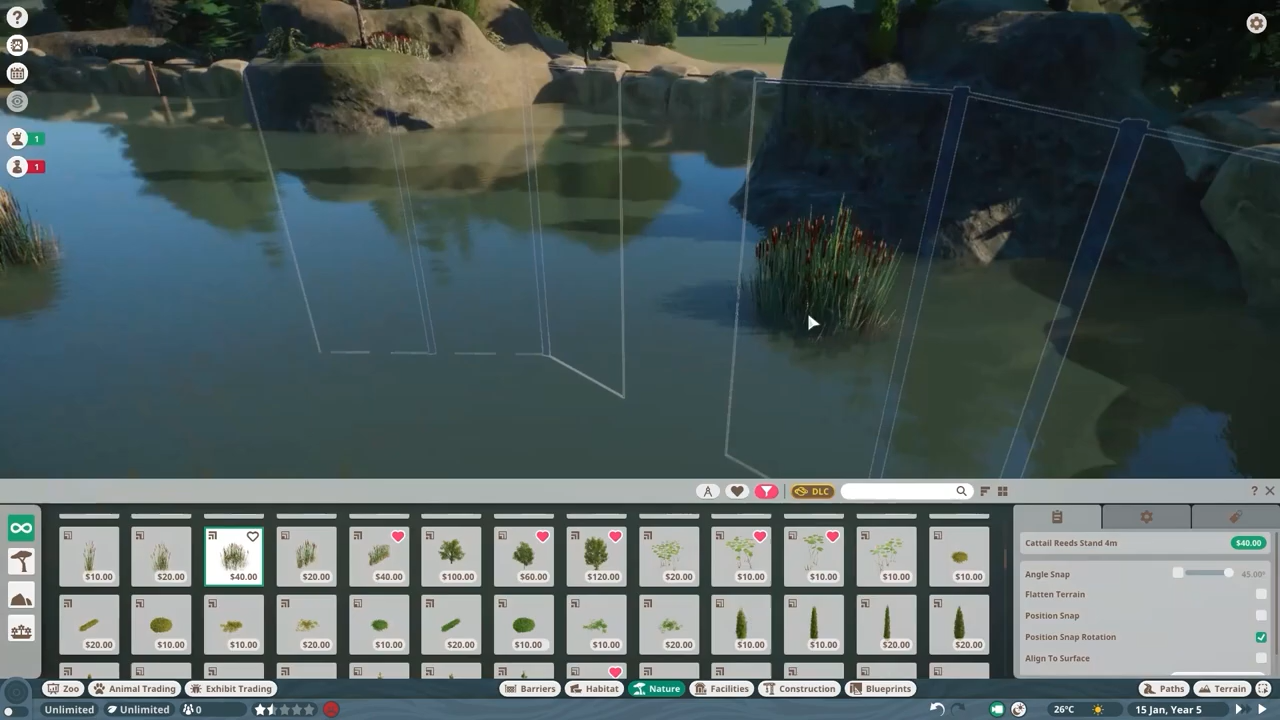 ?
1
1
DLC
? 
$10.00 $20.00 $40.00 $20.00 $40.00 $100.00 $60.00 $120.00 $20.00 $10.00 $10.00 $10.00 $10.00
$20.00 $10.00 $10.00 $20.00 $10.00 $20.00 $10.00 $10.00 $20.00 $10.00 $10.00 $20.00 $20.00
Cattail Reeds Stand 4m $40.00
Angle Snap 45.00°
Flatten Terrain
Position Snap
Position Snap Rotation
Align To Surface
Zoo Animal Trading Exhibit Trading Barriers Habitat Nature Facilities Construction Blueprints Paths Terrain
Unlimited Unlimited 0 26°C 15 Jan, Year 5